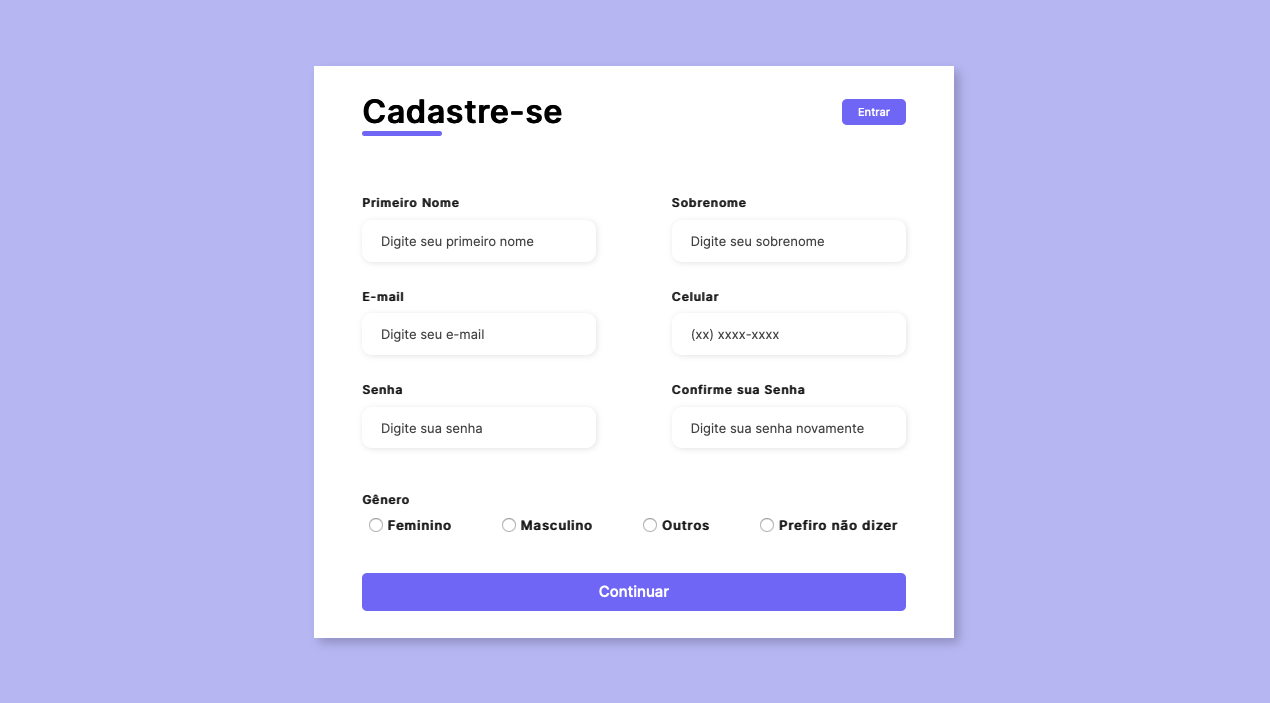 Cadastre-se
Entrar
Primeiro Nome
Sobrenome
Digite seu primeiro nome
Digite seu sobrenome
E-mail
Celular
Digite seu e-mail
(xx) xxxx-xxxx
Senha
Confirme sua Senha
Digite sua senha
Digite sua senha novamente
Gênero
Feminino
Masculino
Outros
Prefiro não dizer
Continuar